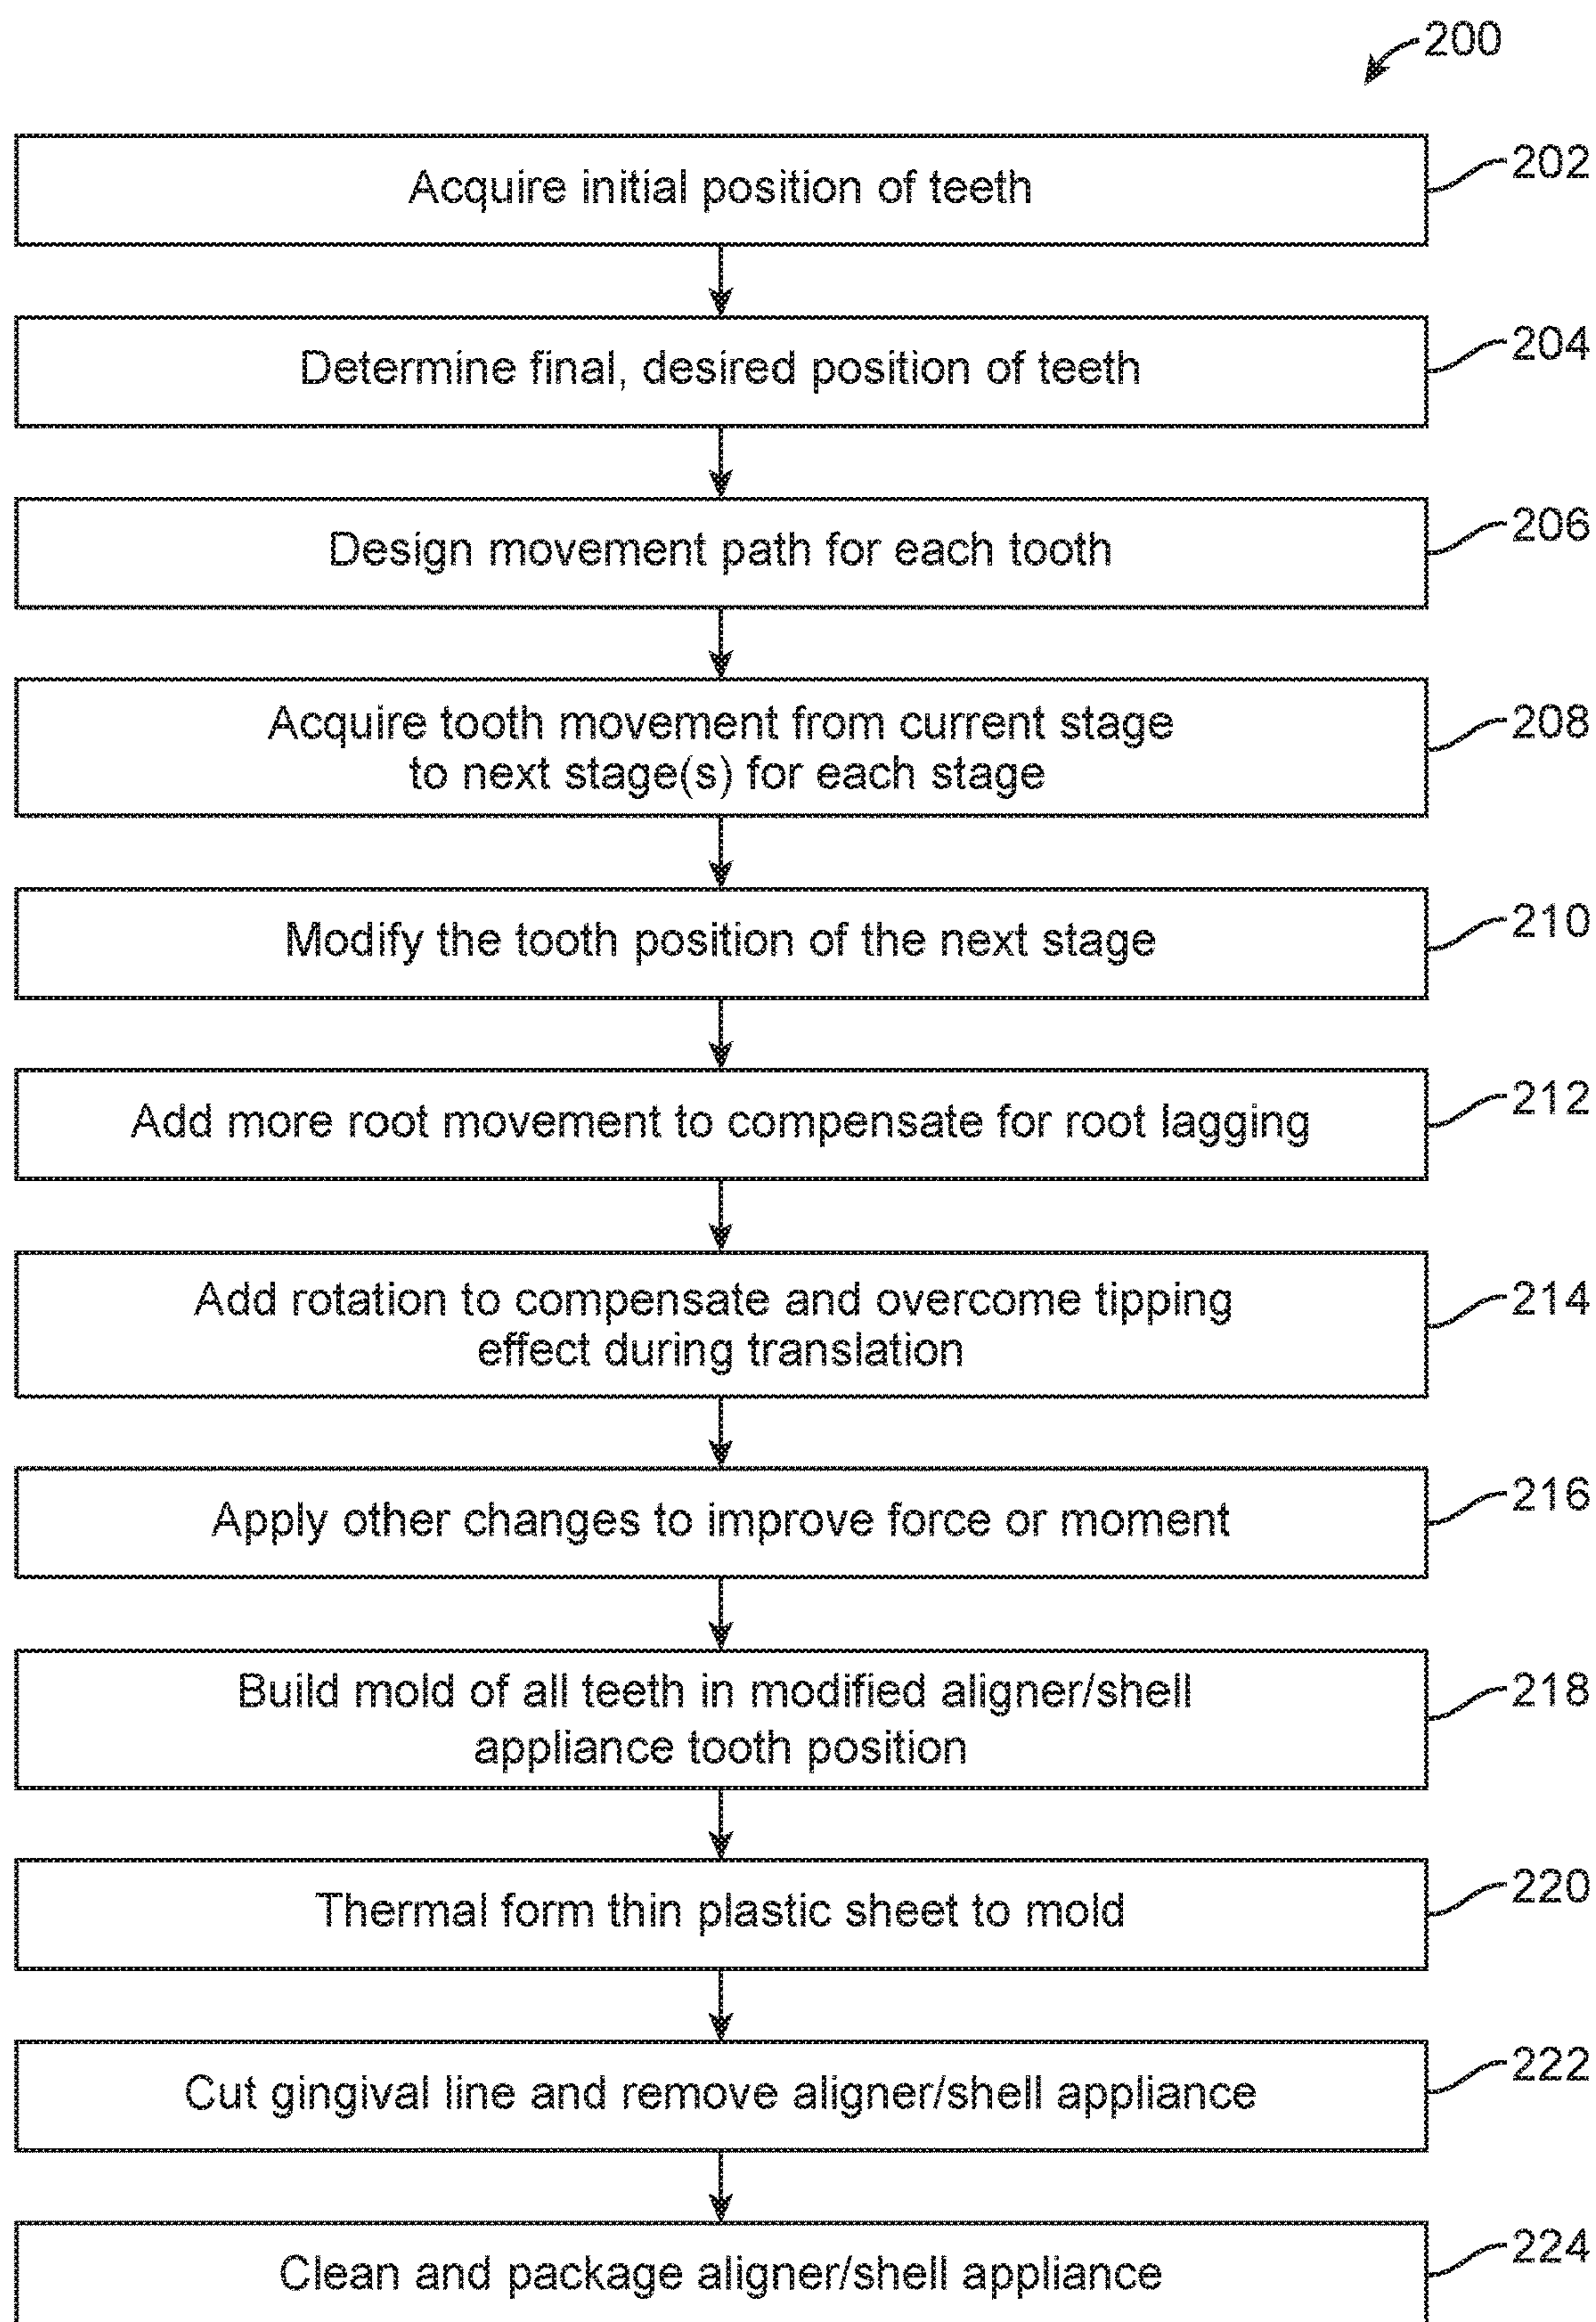 200
Acquire initial position of teeth
202
Determine final, desired position of teeth
204
Design movement path for each tooth
206
Acquire tooth movement from current stage
to next stage(s) for each stage
208
Modify the tooth position of the next stage
210
Add more root movement to compensate for root lagging
212
Add rotation to compensate and overcome tipping
effect during translation
214
Apply other changes to improve force or moment
216
Build mold of all teeth in modified aligner/shell
appliance tooth position
218
Thermal form thin plastic sheet to mold
220
Cut gingival line and remove aligner/shell appliance
222
Clean and package aligner/shell appliance
224